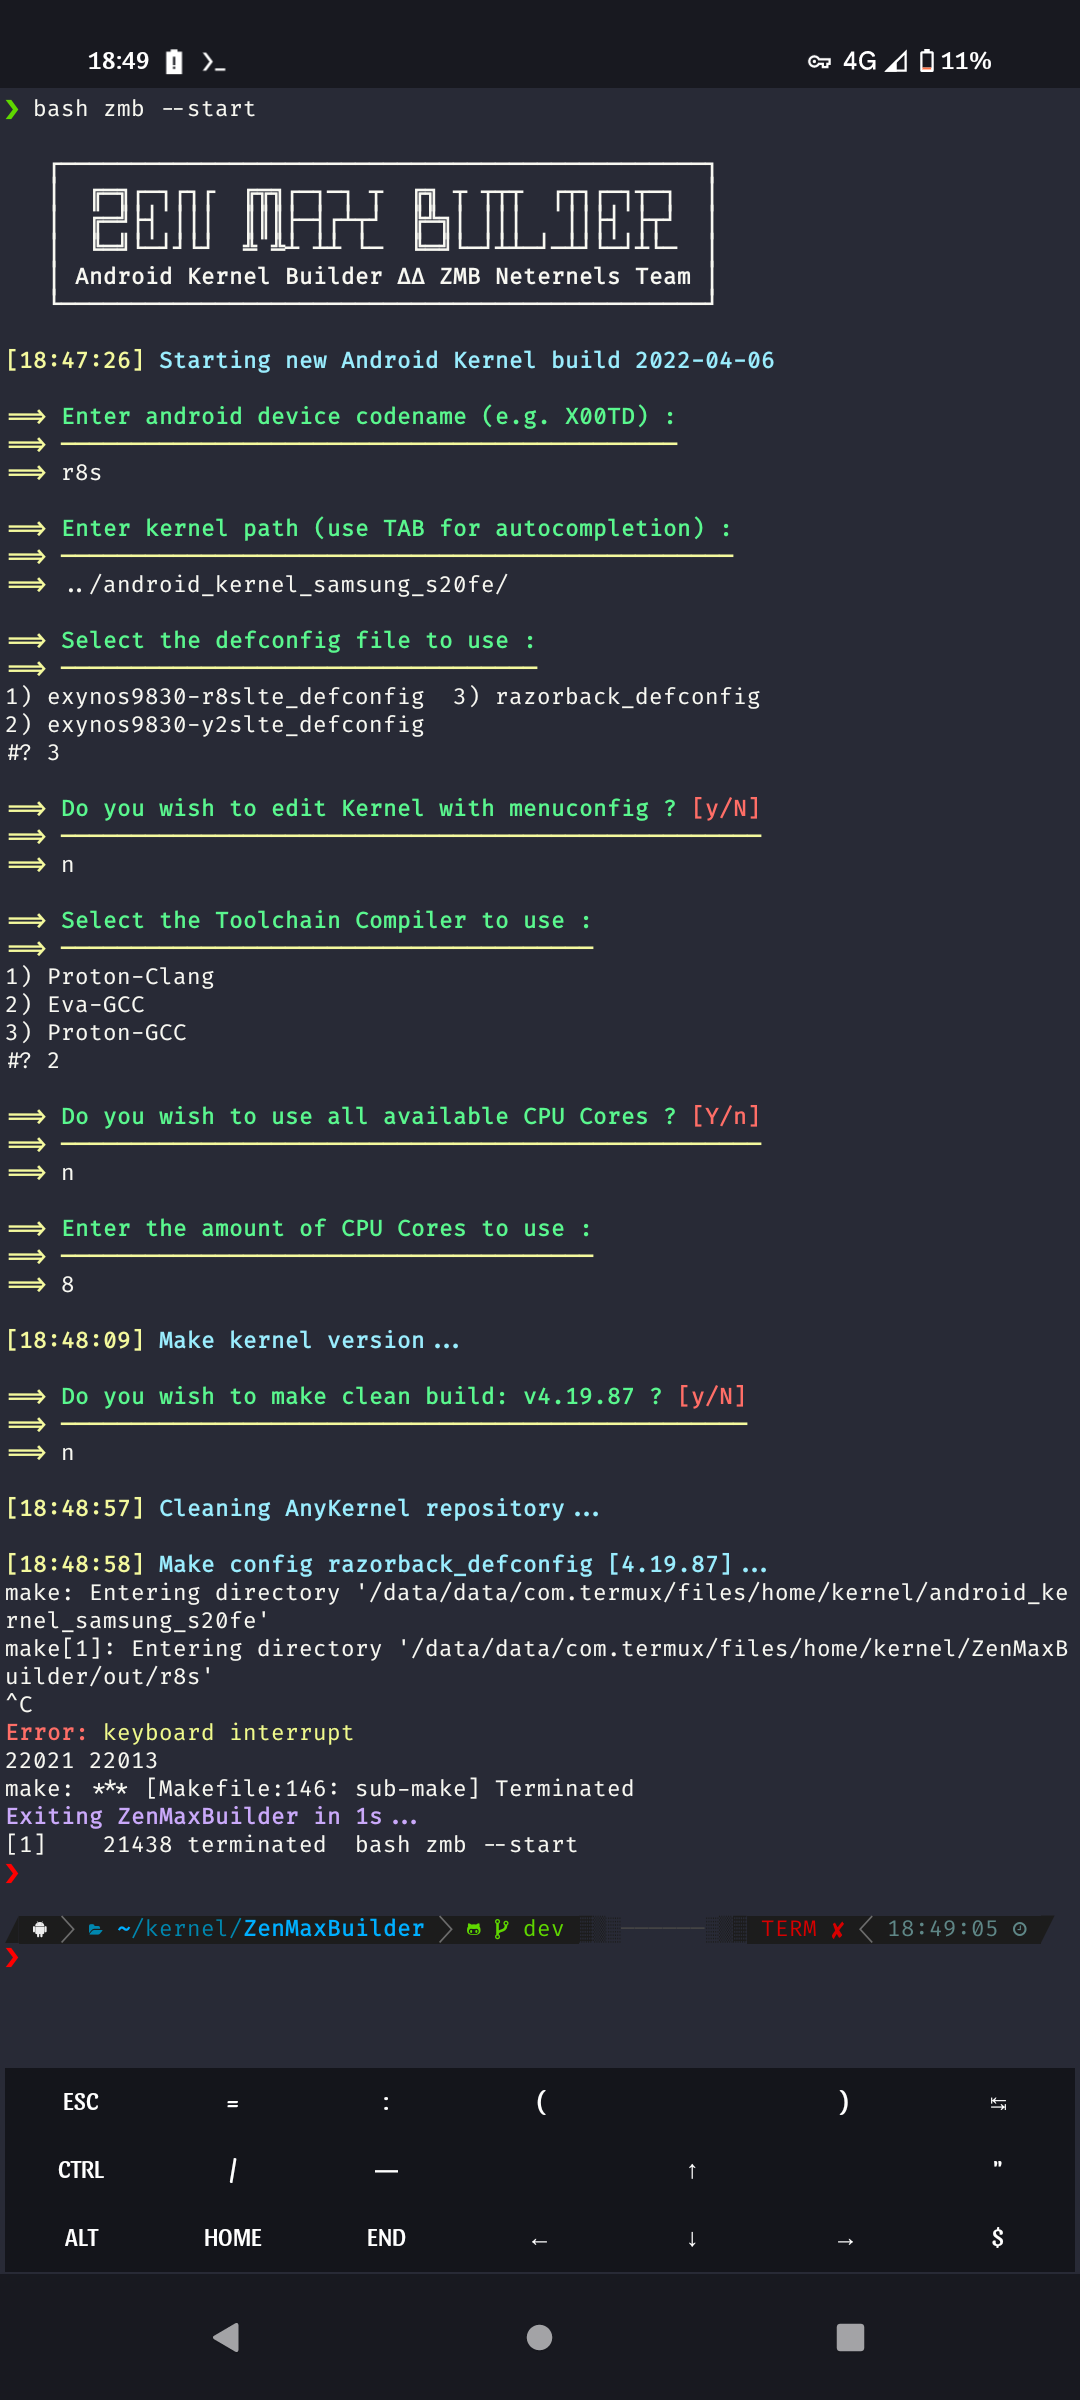 18:49 4G 11%
❯ bash zmb --start
ZENMAXBUILDER
Android Kernel Builder ∆∆ ZMB Neternels Team
[18:47:26] Starting new Android Kernel build 2022-04-06
==> Enter android device codename (e.g. X00TD) :
==>
==> r8s
==> Enter kernel path (use TAB for autocompletion) :
==>
==> ../android_kernel_samsung_s20fe/
==> Select the defconfig file to use :
==>
1) exynos9830-r8slte_defconfig  3) razorback_defconfig
2) exynos9830-y2slte_defconfig
#? 3
==> Do you wish to edit Kernel with menuconfig ? [y/N]
==>
==> n
==> Select the Toolchain Compiler to use :
==>
1) Proton-Clang
2) Eva-GCC
3) Proton-GCC
#? 2
==> Do you wish to use all available CPU Cores ? [Y/n]
==>
==> n
==> Enter the amount of CPU Cores to use :
==>
==> 8
[18:48:09] Make kernel version...
==> Do you wish to make clean build: v4.19.87 ? [y/N]
==>
==> n
[18:48:57] Cleaning AnyKernel repository...
[18:48:58] Make config razorback_defconfig [4.19.87]...
make: Entering directory '/data/data/com.termux/files/home/kernel/android_ke
rnel_samsung_s20fe'
make[1]: Entering directory '/data/data/com.termux/files/home/kernel/ZenMaxB
uilder/out/r8s'
^C
Error: keyboard interrupt
22021 22013
make: *** [Makefile:146: sub-make] Terminated
Exiting ZenMaxBuilder in 1s...
[1]    21438 terminated  bash zmb --start
❯
~/kernel/ZenMaxBuilder dev TERM ✘ 18:49:05
❯
ESC = : ( ) ↹
CTRL / — ↑ "
ALT HOME END ← ↓ → $